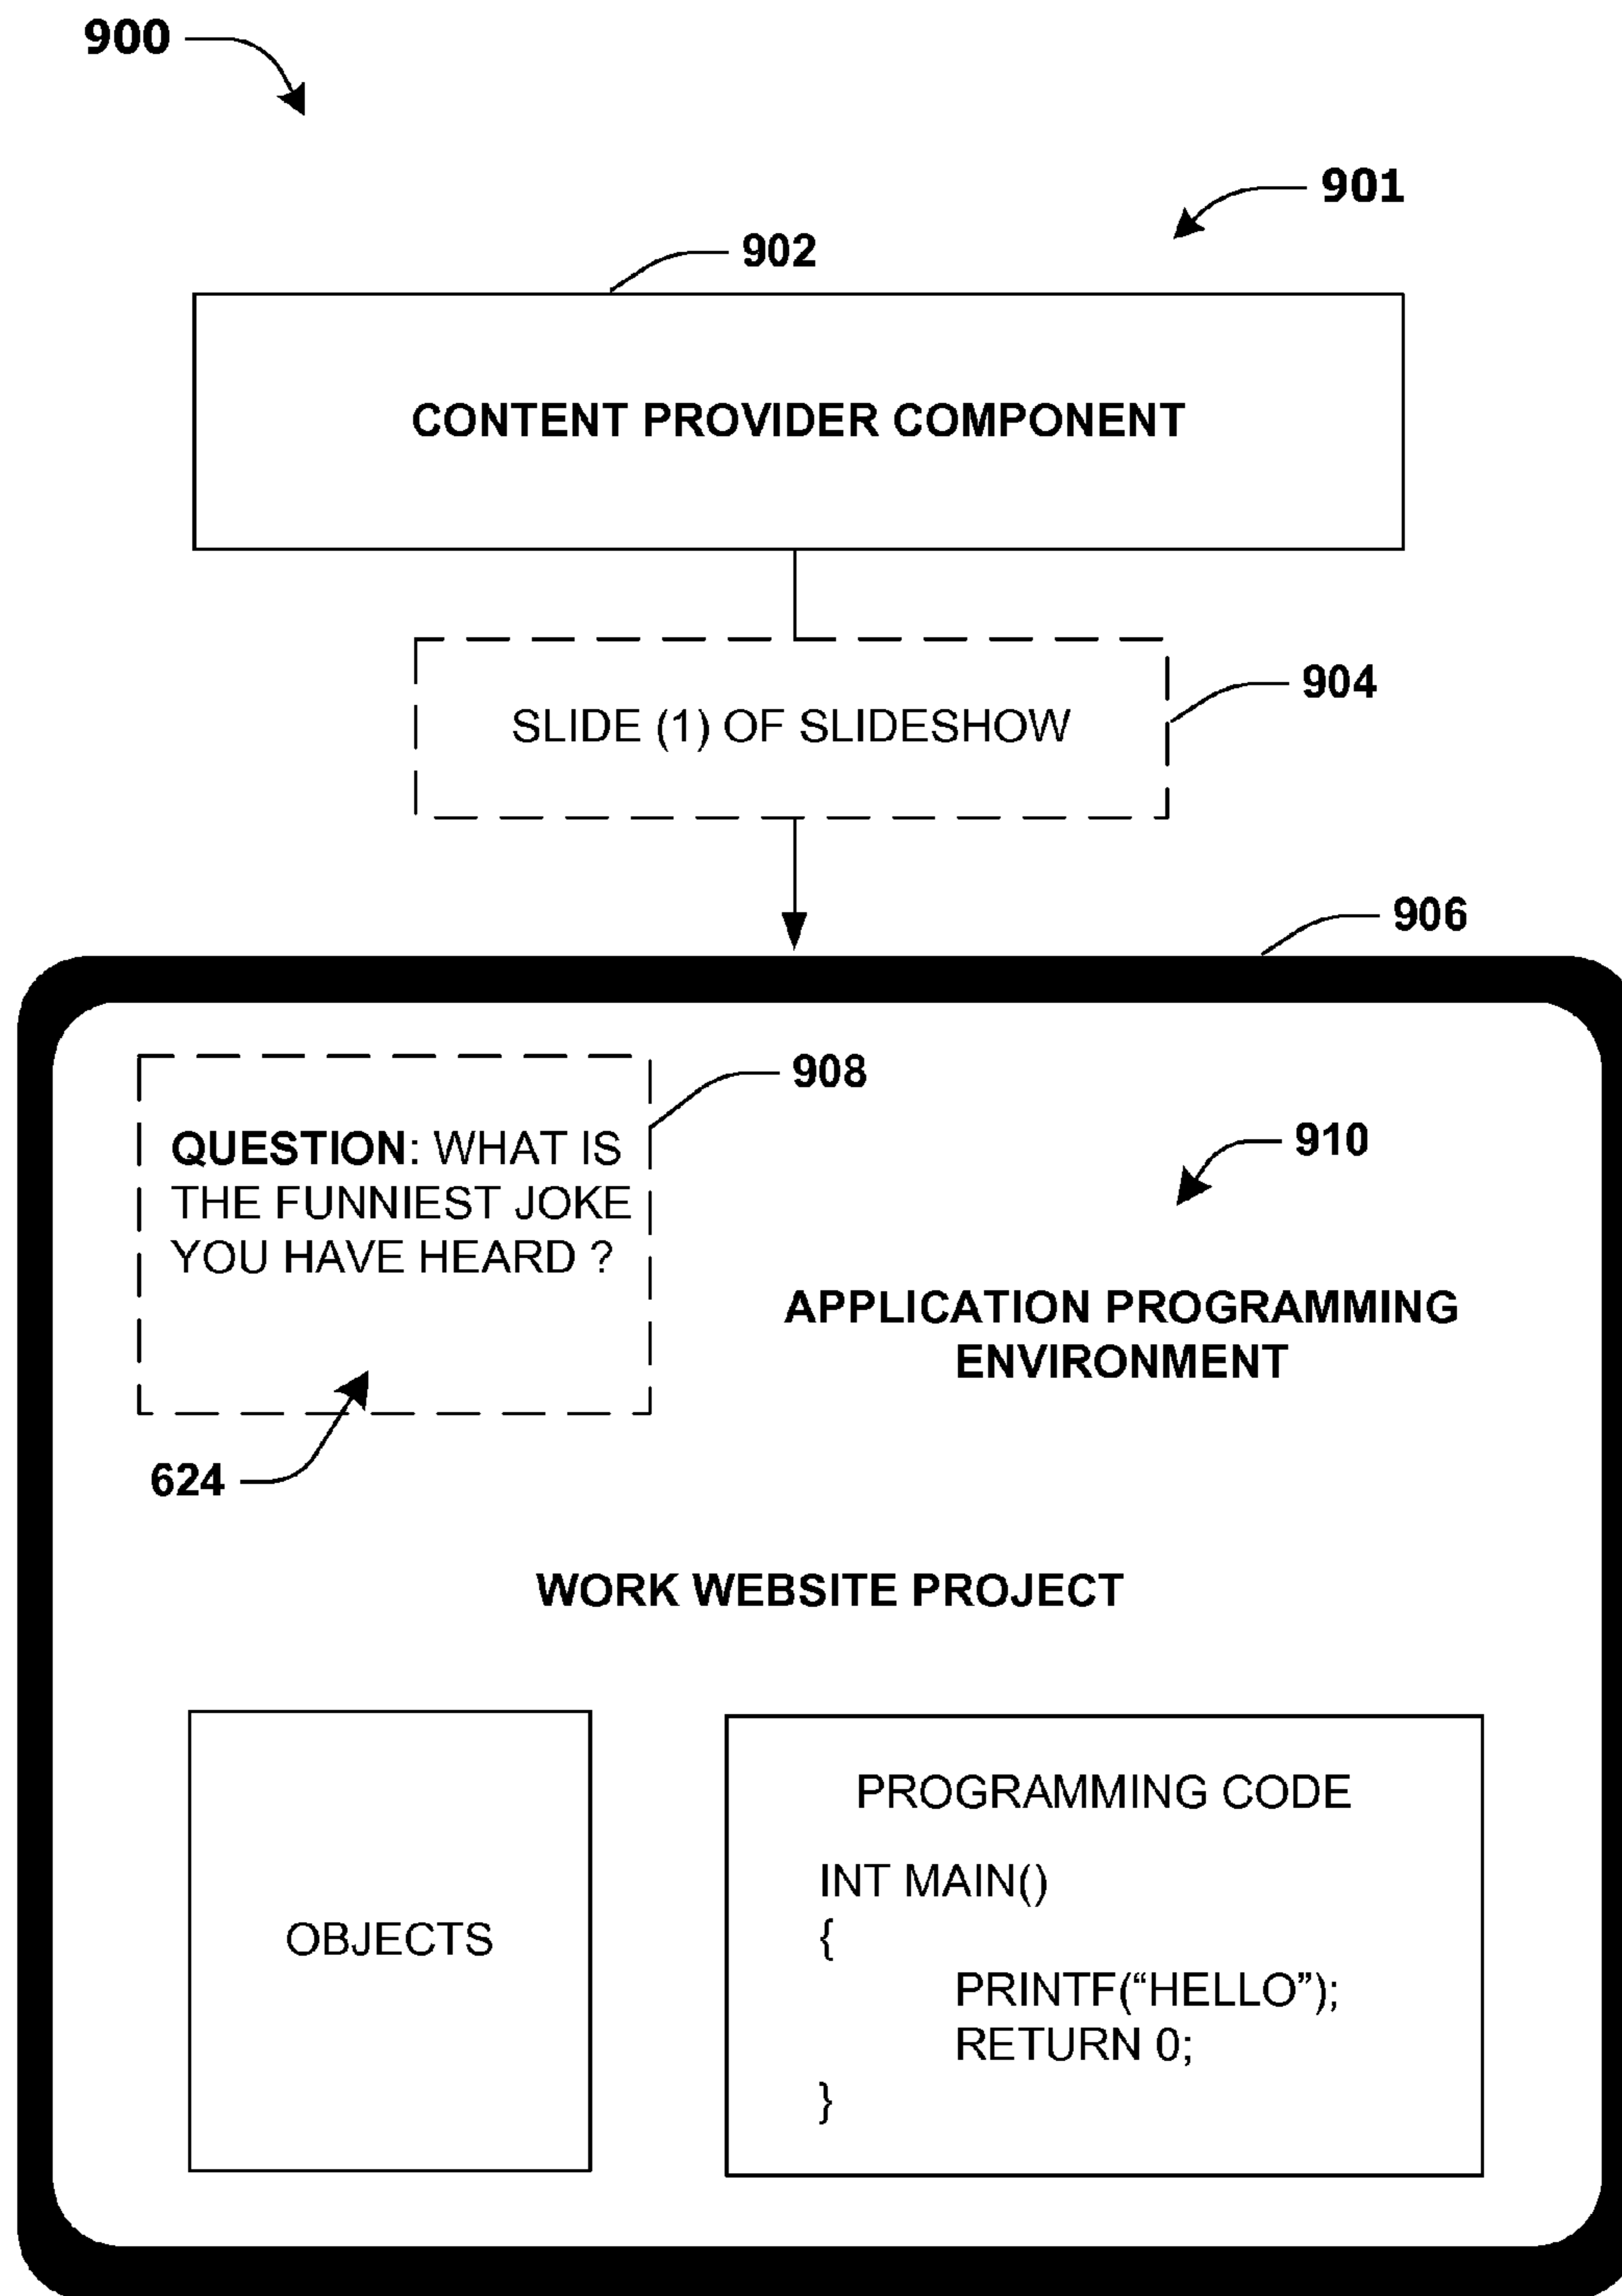 900
901
902
CONTENT PROVIDER COMPONENT
904
SLIDE (1) OF SLIDESHOW
906
908
QUESTION: WHAT IS
THE FUNNIEST JOKE
YOU HAVE HEARD ?
910
APPLICATION PROGRAMMING
ENVIRONMENT
624
WORK WEBSITE PROJECT
OBJECTS
PROGRAMMING CODE
INT MAIN()
{
PRINTF(“HELLO”);
RETURN 0;
}